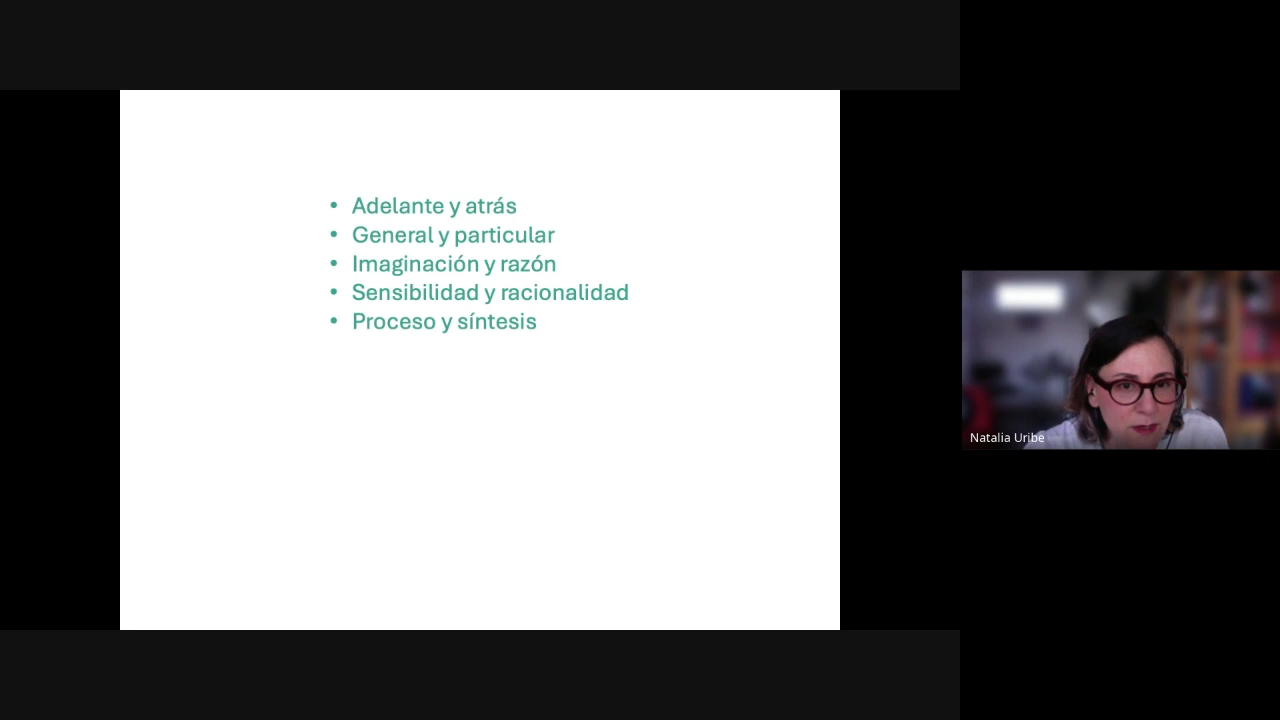 • Adelante y atrás
• General y particular
• Imaginación y razón
• Sensibilidad y racionalidad
• Proceso y síntesis
Natalia Uribe